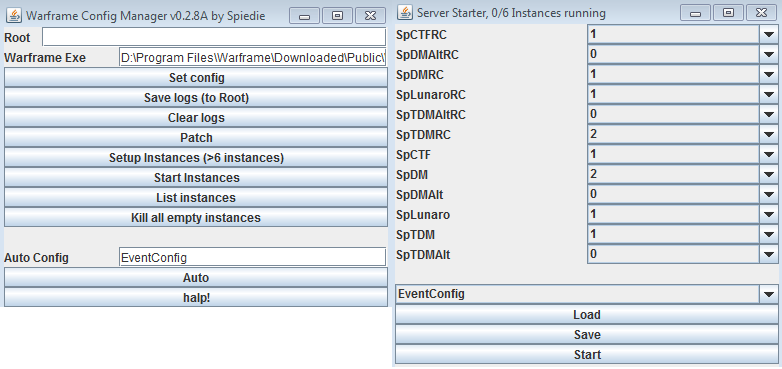 Warframe Config Manager v0.2.8A by Spiedie
Root
Warframe Exe D:\Program Files\Warframe\Downloaded\Public\
Set config
Save logs (to Root)
Clear logs
Patch
Setup Instances (>6 instances)
Start Instances
List instances
Kill all empty instances
Auto Config EventConfig
Auto
halp!
Server Starter, 0/6 Instances running
SpCTFRC 1
SpDMAltRC 0
SpDMRC 1
SpLunaroRC 1
SpTDMAltRC 0
SpTDMRC 2
SpCTF 1
SpDM 2
SpDMAlt 0
SpLunaro 1
SpTDM 1
SpTDMAlt 0
EventConfig
Load
Save
Start